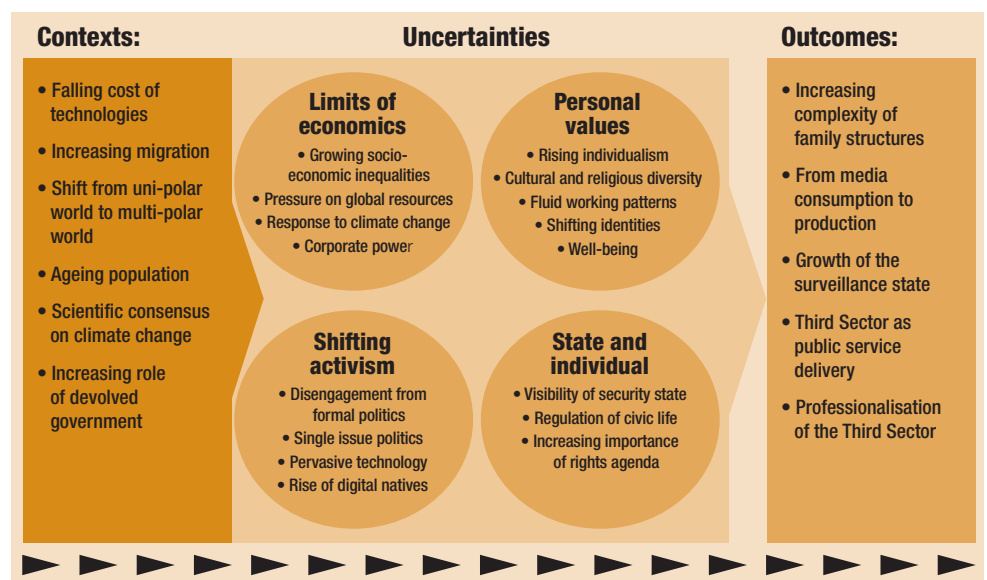 Contexts:
• Falling cost of
technologies
• Increasing migration
• Shift from uni-polar
world to multi-polar
world
• Ageing population
• Scientific consensus
on climate change
• Increasing role
of devolved
government
Uncertainties
Limits of
economics
• Growing socio-
economic inequalities
• Pressure on global resources
• Response to climate change
• Corporate power
Personal
values
• Rising individualism
• Cultural and religious diversity
• Fluid working patterns
• Shifting identities
• Well-being
Shifting
activism
• Disengagement from
formal politics
• Single issue politics
• Pervasive technology
• Rise of digital natives
State and
individual
• Visibility of security state
• Regulation of civic life
• Increasing importance
of rights agenda
Outcomes:
• Increasing
complexity of
family structures
• From media
consumption to
production
• Growth of the
surveillance state
• Third Sector as
public service
delivery
• Professionalisation
of the Third Sector